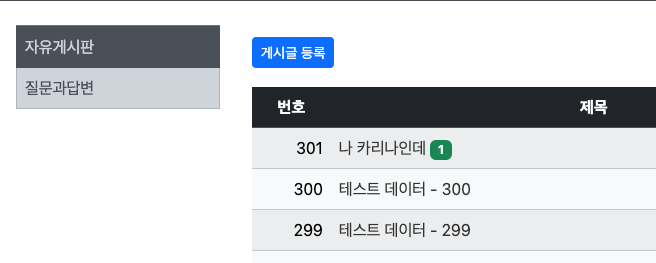 자유게시판
질문과답변
게시글 등록
번호 제목
301 나 카리나인데 1
300 테스트 데이터 - 300
299 테스트 데이터 - 299